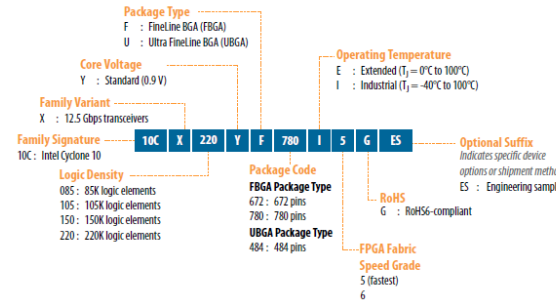 Package Type
F : FineLine BGA (FBGA)
U : Ultra FineLine BGA (UBGA)
Core Voltage
Y : Standard (0.9 V)
Operating Temperature
E : Extended (TJ = 0°C to 100°C)
I : Industrial (TJ = -40°C to 100°C)
Family Variant
X : 12.5 Gbps transceivers
Family Signature
10C : Intel Cyclone 10
10C X 220 Y F 780 I 5 G ES
Optional Suffix
Indicates specific device
options or shipment
ES : Engineering
Logic Density
085 : 85K logic elements
105 : 105K logic elements
150 : 150K logic elements
220 : 220K logic elements
Package Code
FBGA Package Type
672 : 672 pins
780 : 780 pins
UBGA Package Type
484 : 484 pins
RoHS
G : RoHS6-compliant
FPGA Fabric
Speed Grade
5 (fastest)
6